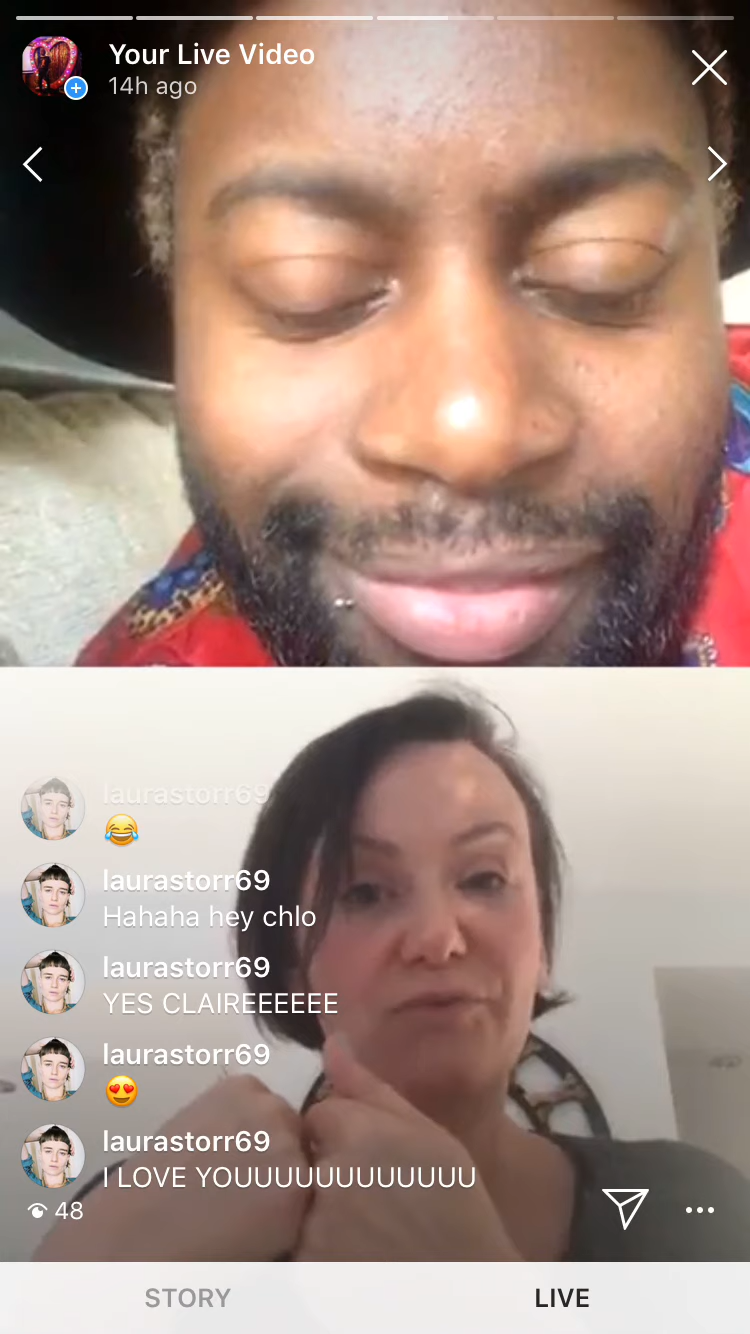 Your Live Video
14h ago
laurastorr69
😂
laurastorr69
Hahaha hey chlo
laurastorr69
YES CLAIREEEEEE
laurastorr69
😍
laurastorr69
I LOVE YOUUUUUUUUUUUUU
48
STORY
LIVE